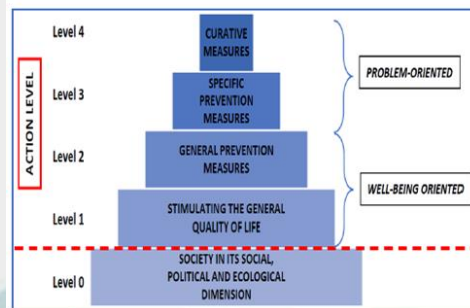 ACTION LEVEL
Level 4
CURATIVE
MEASURES
PROBLEM-ORIENTED
Level 3
SPECIFIC
PREVENTION
MEASURES
Level 2
GENERAL PREVENTION
MEASURES
WELL-BEING ORIENTED
Level 1
STIMULATING THE GENERAL
QUALITY OF LIFE
Level 0
SOCIETY IN ITS SOCIAL,
POLITICAL AND ECOLOGICAL
DIMENSION